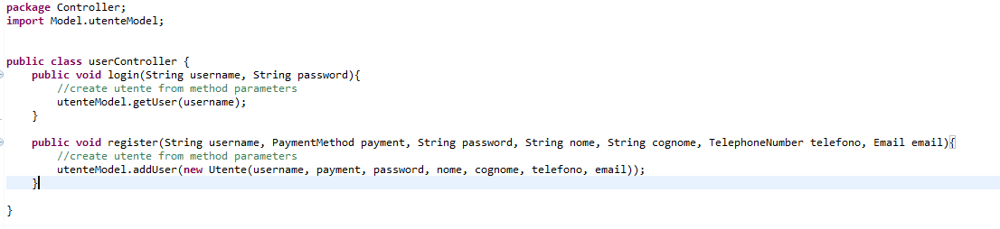 package Controller;
import Model.utenteModel;
public class userController {
public void login(String username, String password){
//create utente from method parameters
utenteModel.getUser(username);
}
public void register(String username, PaymentMethod payment, String password, String nome, String cognome, TelephoneNumber telefono, Email email){
//create utente from method parameters
utenteModel.addUser(new Utente(username, payment, password, nome, cognome, telefono, email));
}
}